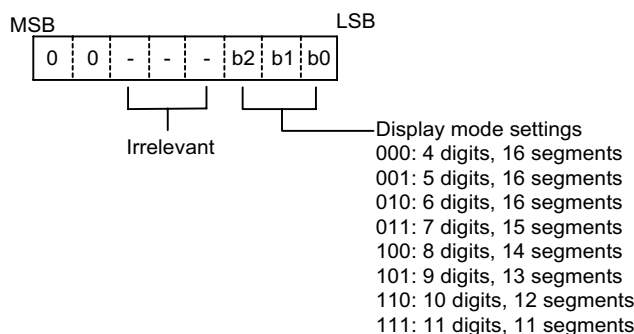 MSB
LSB
0 0 - - - b2 b1 b0
Irrelevant
Display mode settings
000: 4 digits, 16 segments
001: 5 digits, 16 segments
010: 6 digits, 16 segments
011: 7 digits, 15 segments
100: 8 digits, 14 segments
101: 9 digits, 13 segments
110: 10 digits, 12 segments
111: 11 digits, 11 segments